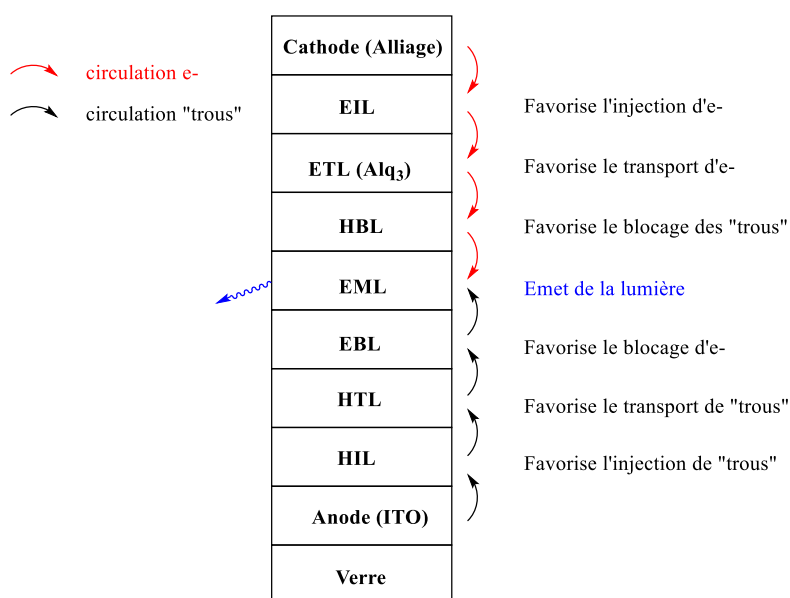 Cathode (Alliage)
circulation e-
EIL
Favorise l'injection d'e-
circulation "trous"
ETL (Alq3)
Favorise le transport d'e-
HBL
Favorise le blocage des "trous"
EML
Emet de la lumière
EBL
Favorise le blocage d'e-
HTL
Favorise le transport de "trous"
HIL
Favorise l'injection de "trous"
Anode (ITO)
Verre